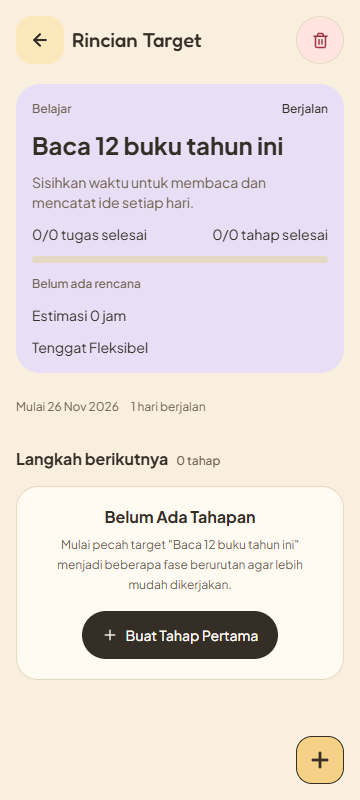 Rincian Target
Belajar
Berjalan
Baca 12 buku tahun ini
Sisihkan waktu untuk membaca dan
mencatat ide setiap hari.
0/0 tugas selesai
0/0 tahap selesai
Belum ada rencana
Estimasi 0 jam
Tenggat Fleksibel
Mulai 26 Nov 2026
1 hari berjalan
Langkah berikutnya
0 tahap
Belum Ada Tahapan
Mulai pecah target "Baca 12 buku tahun ini"
menjadi beberapa fase berurutan agar lebih
mudah dikerjakan.
Buat Tahap Pertama